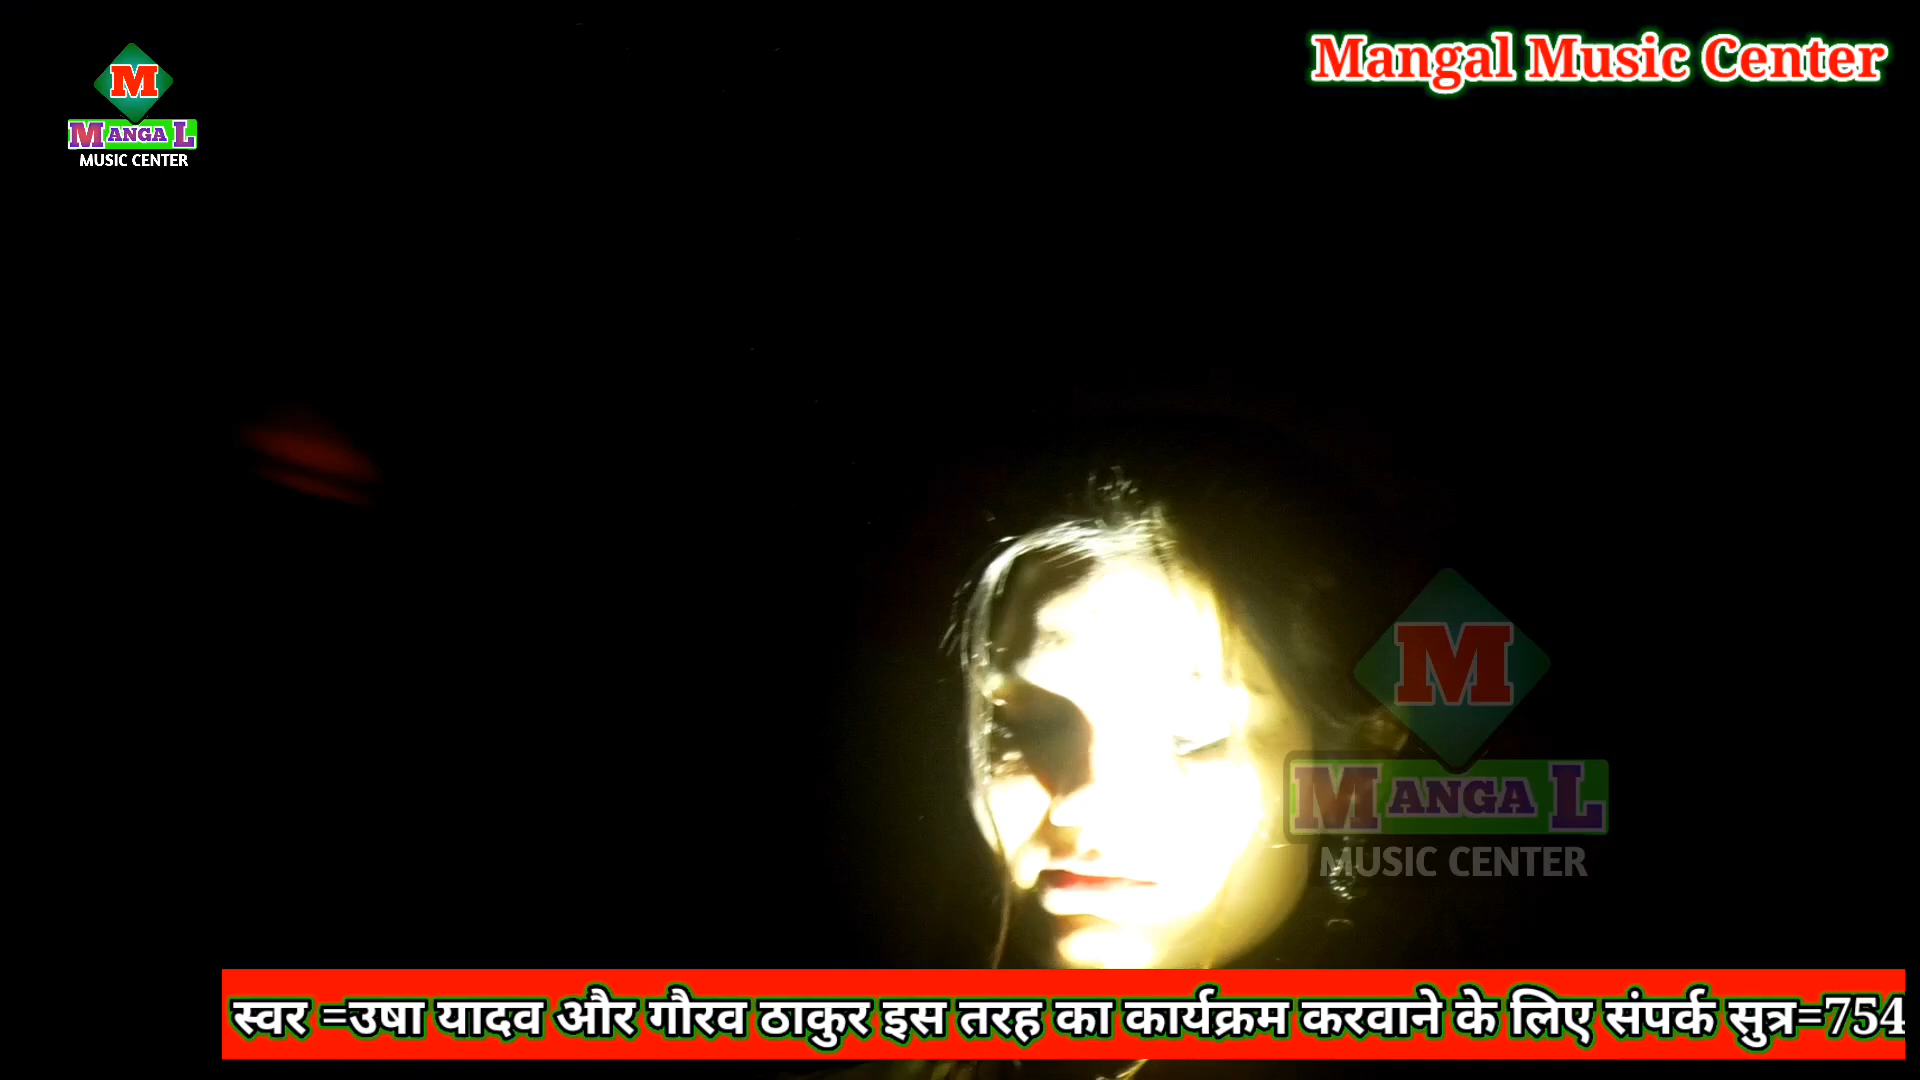 Mangal Music Center
M
MANGAL
MUSIC CENTER
M
MANGAL
MUSIC CENTER
स्वर =उषा यादव और गौरव ठाकुर इस तरह का कार्यक्रम करवाने के लिए संपर्क सुत्र=754